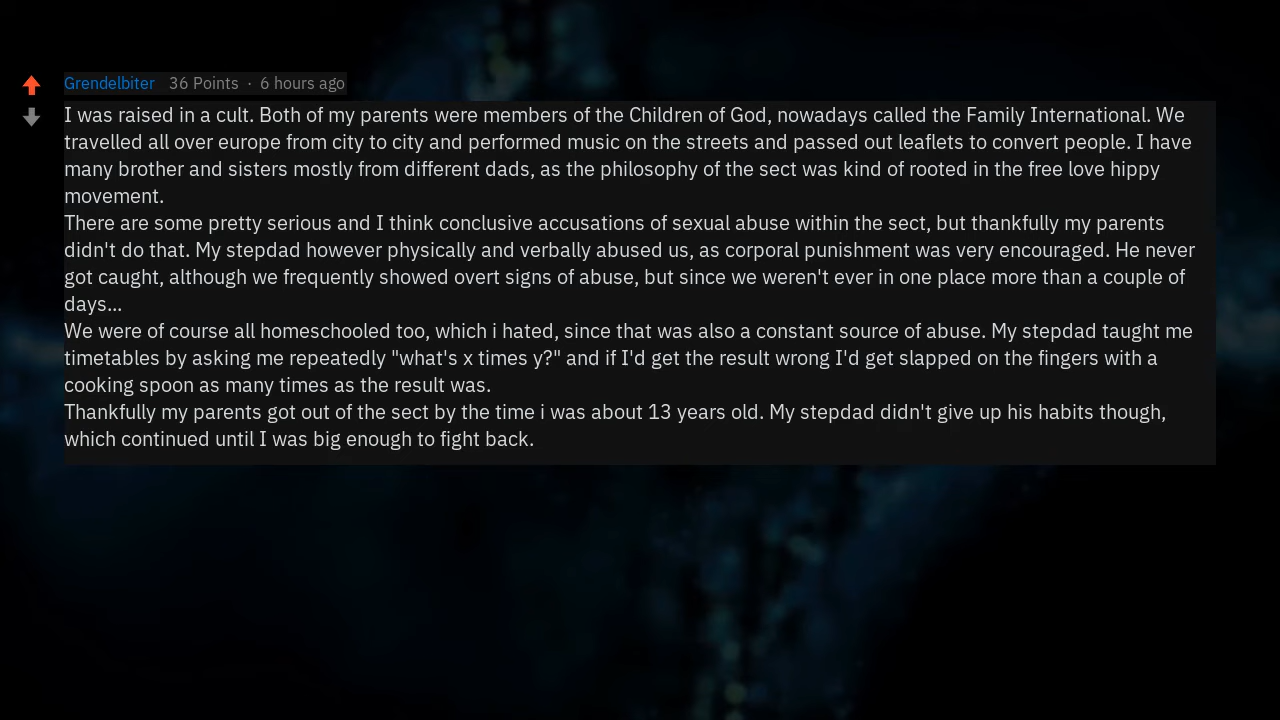 Grendelbiter 36 Points · 6 hours ago
I was raised in a cult. Both of my parents were members of the Children of God, nowadays called the Family International. We
travelled all over europe from city to city and performed music on the streets and passed out leaflets to convert people. I have
many brother and sisters mostly from different dads, as the philosophy of the sect was kind of rooted in the free love hippy
movement.
There are some pretty serious and I think conclusive accusations of sexual abuse within the sect, but thankfully my parents
didn't do that. My stepdad however physically and verbally abused us, as corporal punishment was very encouraged. He never
got caught, although we frequently showed overt signs of abuse, but since we weren't ever in one place more than a couple of
days...
We were of course all homeschooled too, which i hated, since that was also a constant source of abuse. My stepdad taught me
timetables by asking me repeatedly "what's x times y?" and if I'd get the result wrong I'd get slapped on the fingers with a
cooking spoon as many times as the result was.
Thankfully my parents got out of the sect by the time i was about 13 years old. My stepdad didn't give up his habits though,
which continued until I was big enough to fight back.